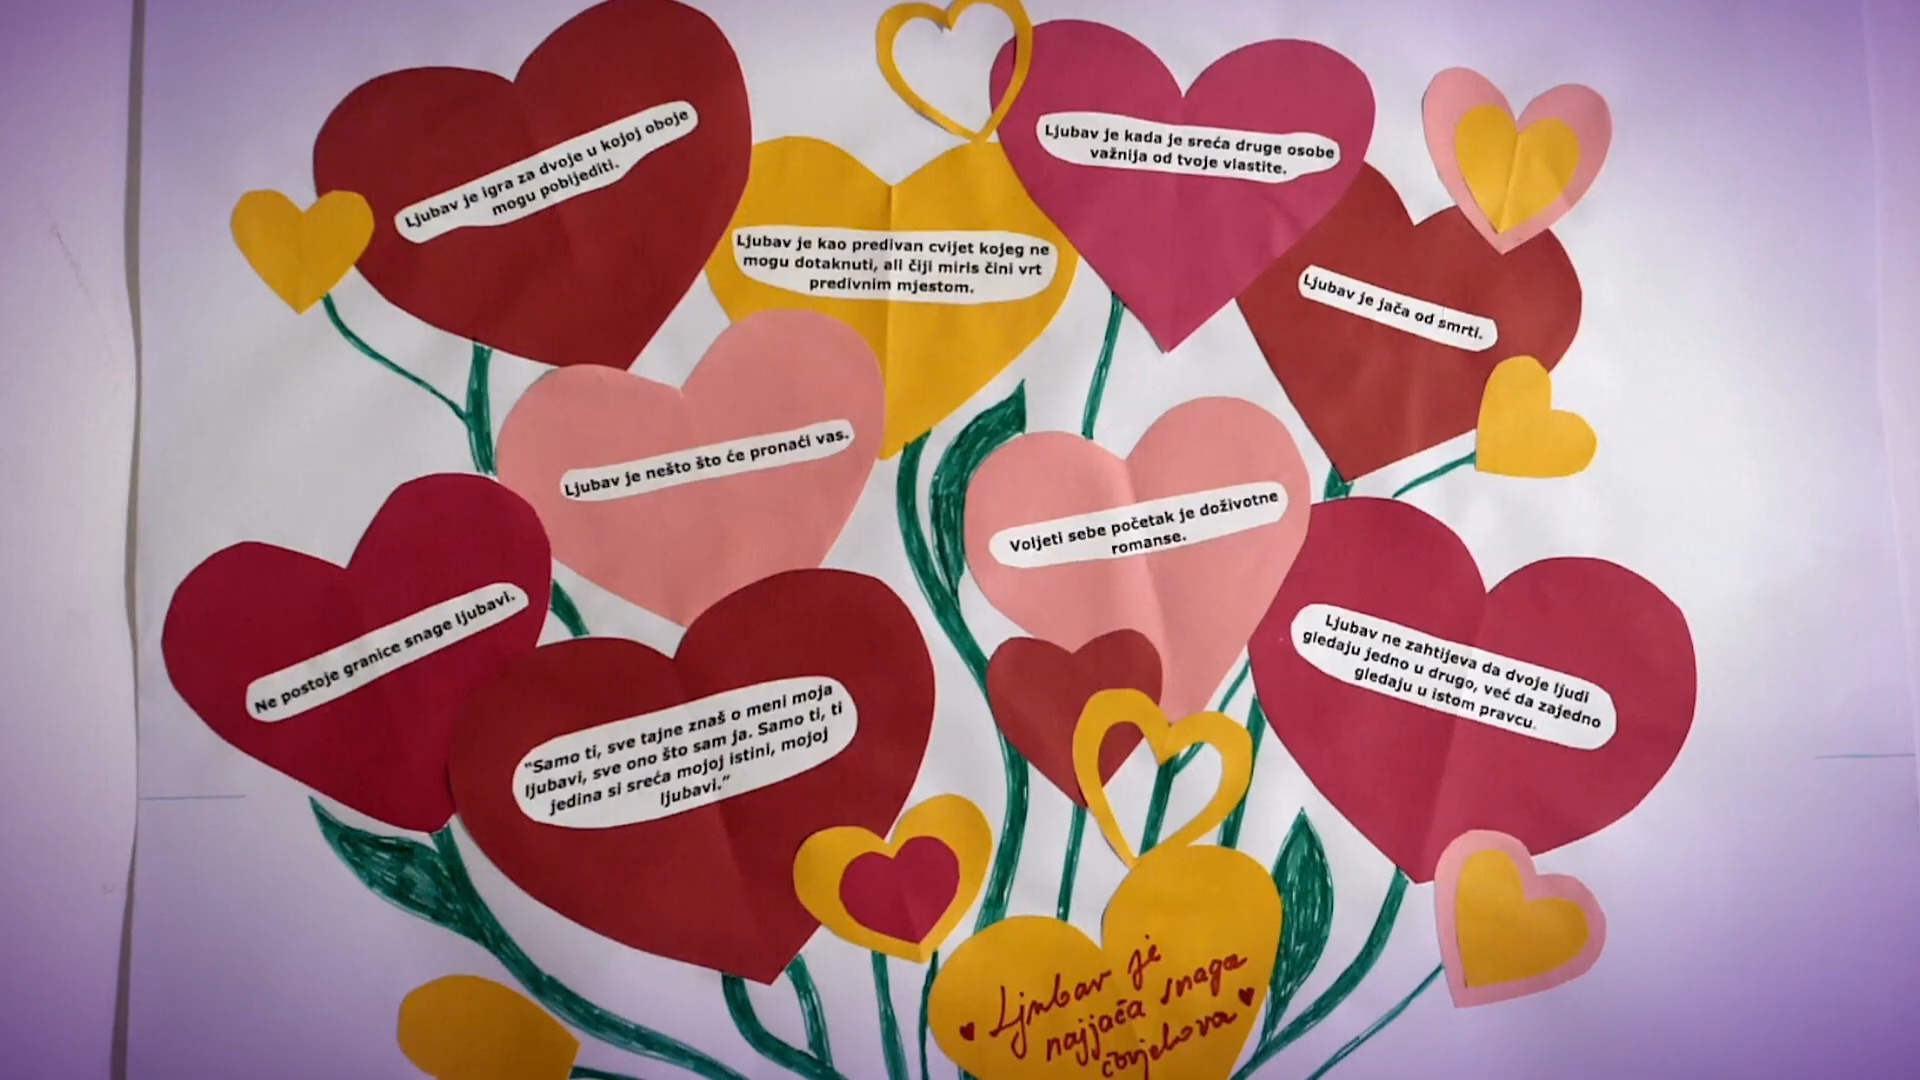 Ljubav je igra za dvoje u kojoj oboje
mogu pobijediti.
Ljubav je kao predivan cvijet kojeg ne
mogu dotaknuti, ali čiji miris čini vrt
predivnim mjestom.
Ljubav je kada je sreća druge osobe
važnija od tvoje vlastite.
Ljubav je jača od smrti.
Ljubav je nešto što će pronaći vas.
Voljeti sebe početak je doživotne
romanse.
Ne postoje granice snage ljubavi.
"Samo ti, sve tajne znaš o meni moja
ljubavi, sve ono što sam ja. Samo ti, ti
jedina si sreća mojoj istini, mojoj
ljubavi."
Ljubav ne zahtijeva da dvoje ljudi
gledaju jedno u drugo, već da zajedno
gledaju u istom pravcu.
Ljubav je
najjača snaga
čovjekova